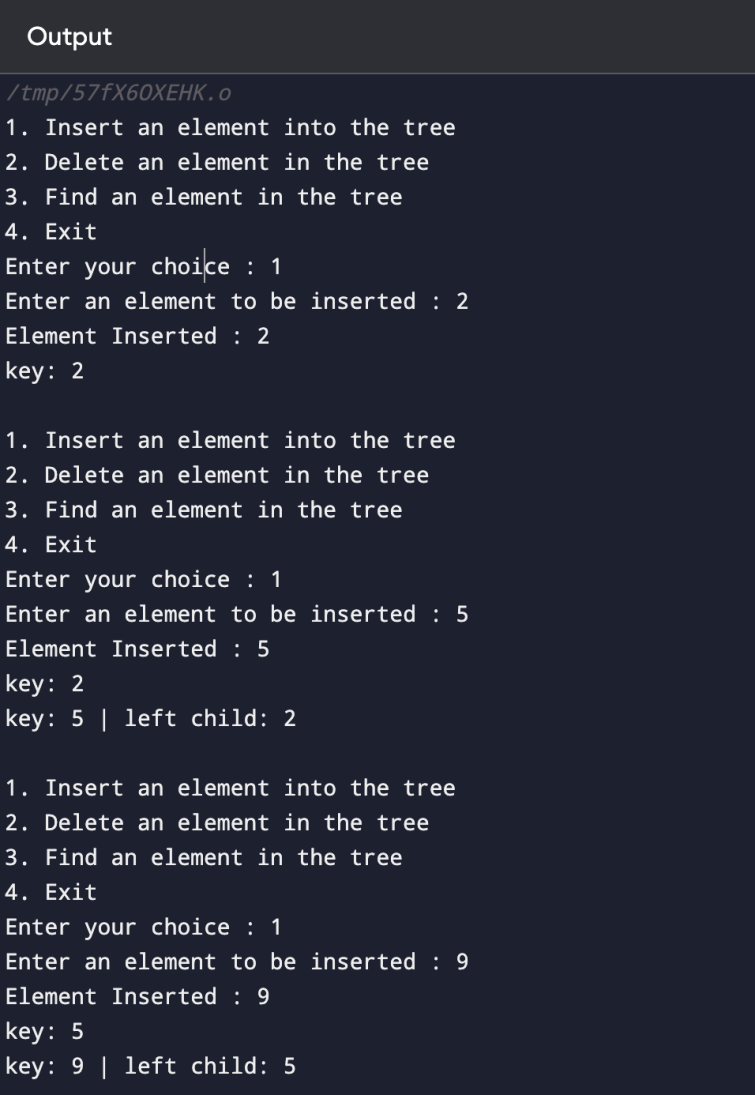 Output
/tmp/57fX6OXEHK.o
1. Insert an element into the tree
2. Delete an element in the tree
3. Find an element in the tree
4. Exit
Enter your choice : 1
Enter an element to be inserted : 2
Element Inserted : 2
key: 2
1. Insert an element into the tree
2. Delete an element in the tree
3. Find an element in the tree
4. Exit
Enter your choice : 1
Enter an element to be inserted : 5
Element Inserted : 5
key: 2
key: 5 | left child: 2
1. Insert an element into the tree
2. Delete an element in the tree
3. Find an element in the tree
4. Exit
Enter your choice : 1
Enter an element to be inserted : 9
Element Inserted : 9
key: 5
key: 9 | left child: 5